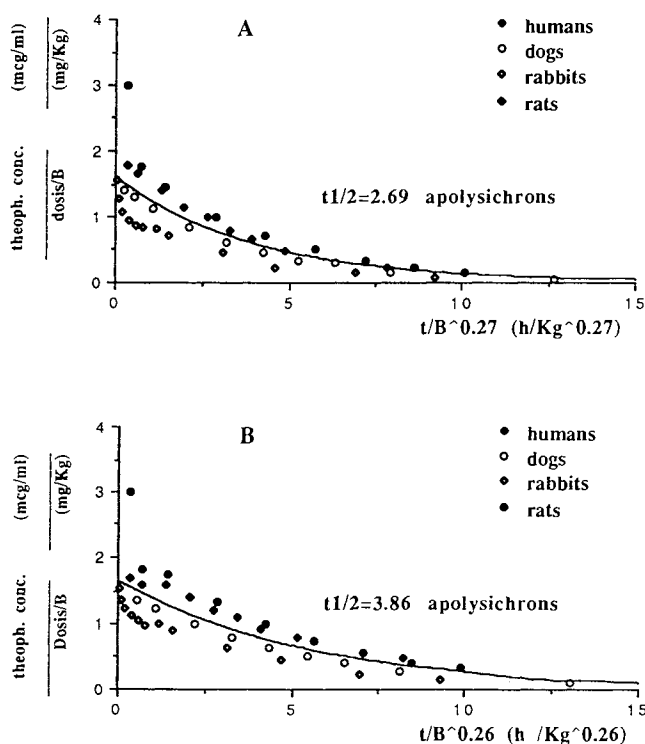 A
humans
dogs
rabbits
rats
theoph. conc. (mcg/ml)
dosis/B (mg/Kg)
4
3
2
1
0
t1/2=2.69 apolysichrons
0 5 10 15
t/B^0.27 (h/Kg^0.27)
B
humans
dogs
rabbits
rats
theoph. conc. (mcg/ml)
Dosis/B (mg/Kg)
4
3
2
1
0
t1/2=3.86 apolysichrons
0 5 10 15
t/B^0.26 (h /Kg^0.26)